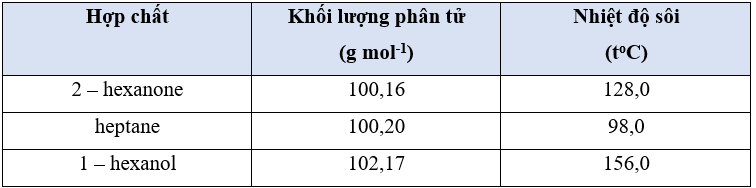 Hợp chất Khối lượng phân tử Nhiệt độ sôi
(g mol⁻¹) (tᵒC)
2 – hexanone 100,16 128,0
heptane 100,20 98,0
1 – hexanol 102,17 156,0